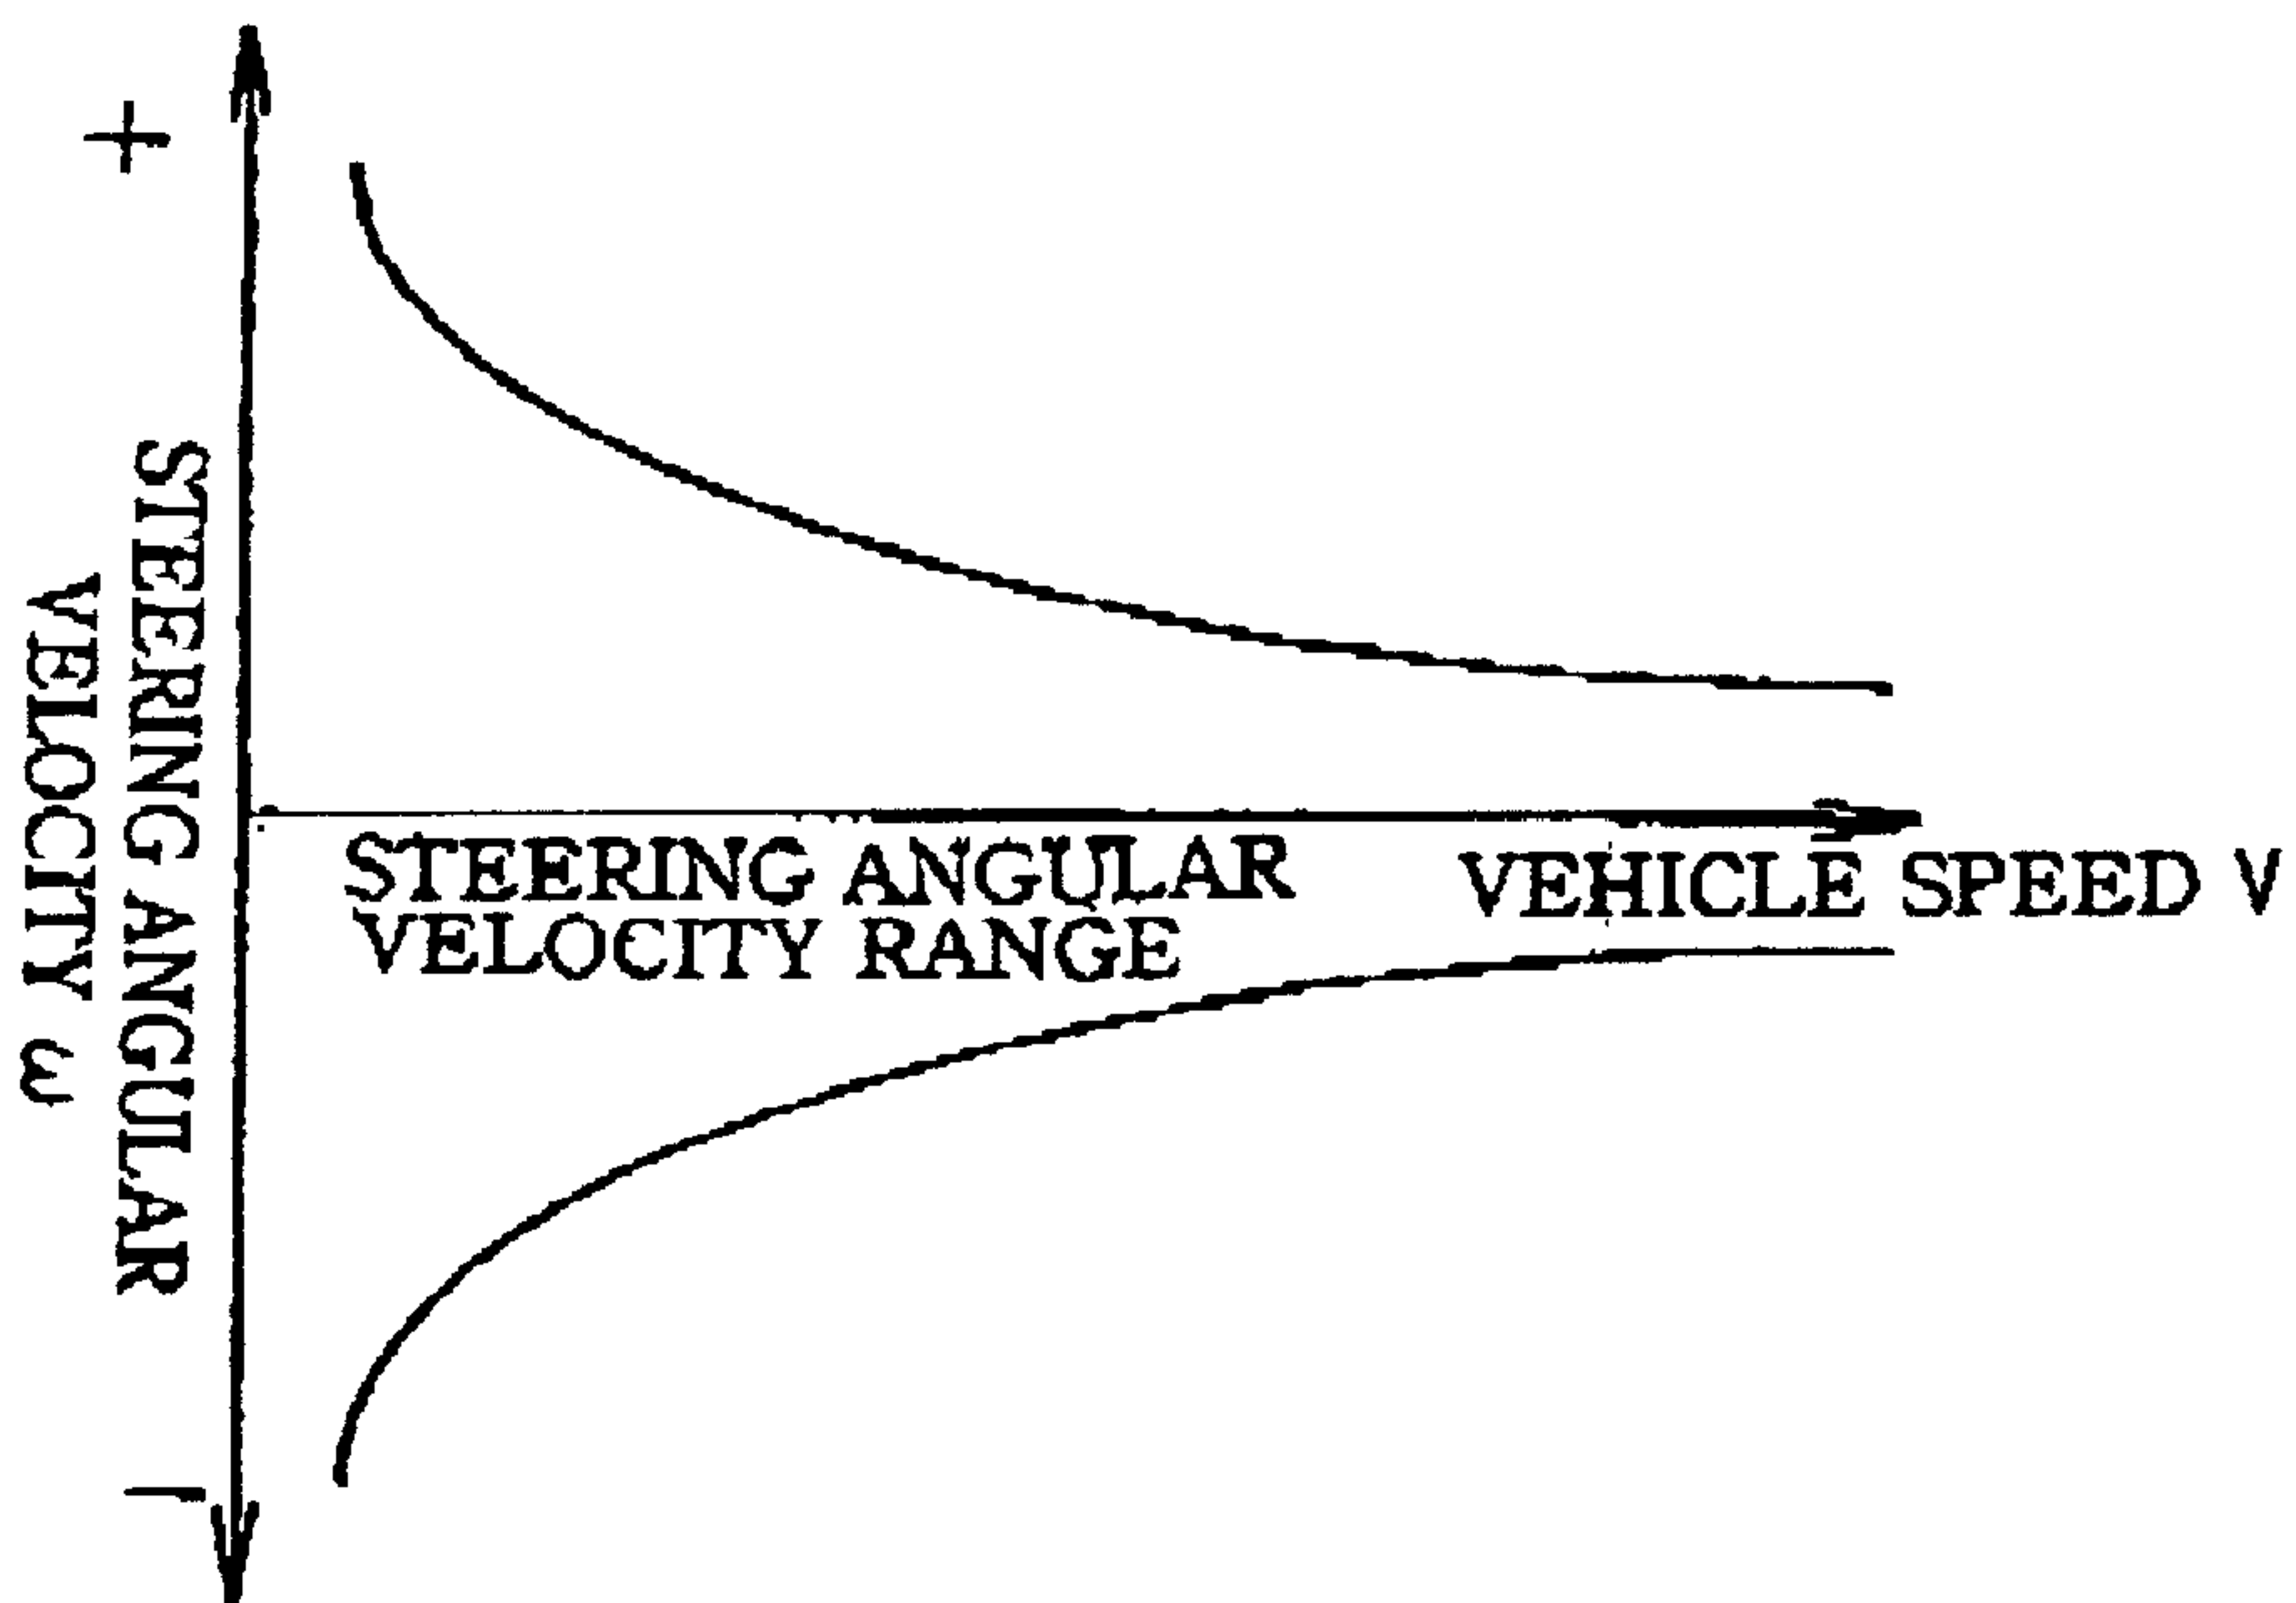 +
STEERING ANGULAR
VELOCITY ω
STEERING ANGULAR
VELOCITY RANGE
VEHICLE SPEED V
−